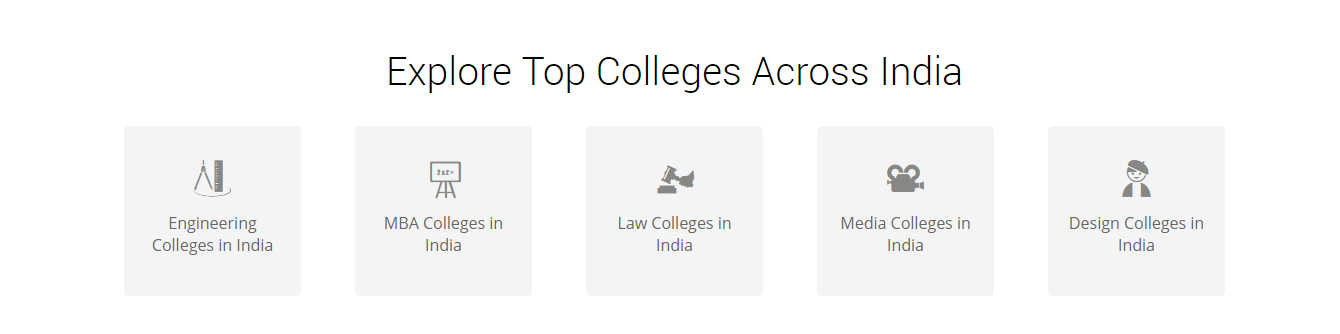 Explore Top Colleges Across India
Engineering
Colleges in India
MBA Colleges in
India
Law Colleges in
India
Media Colleges in
India
Design Colleges in
India